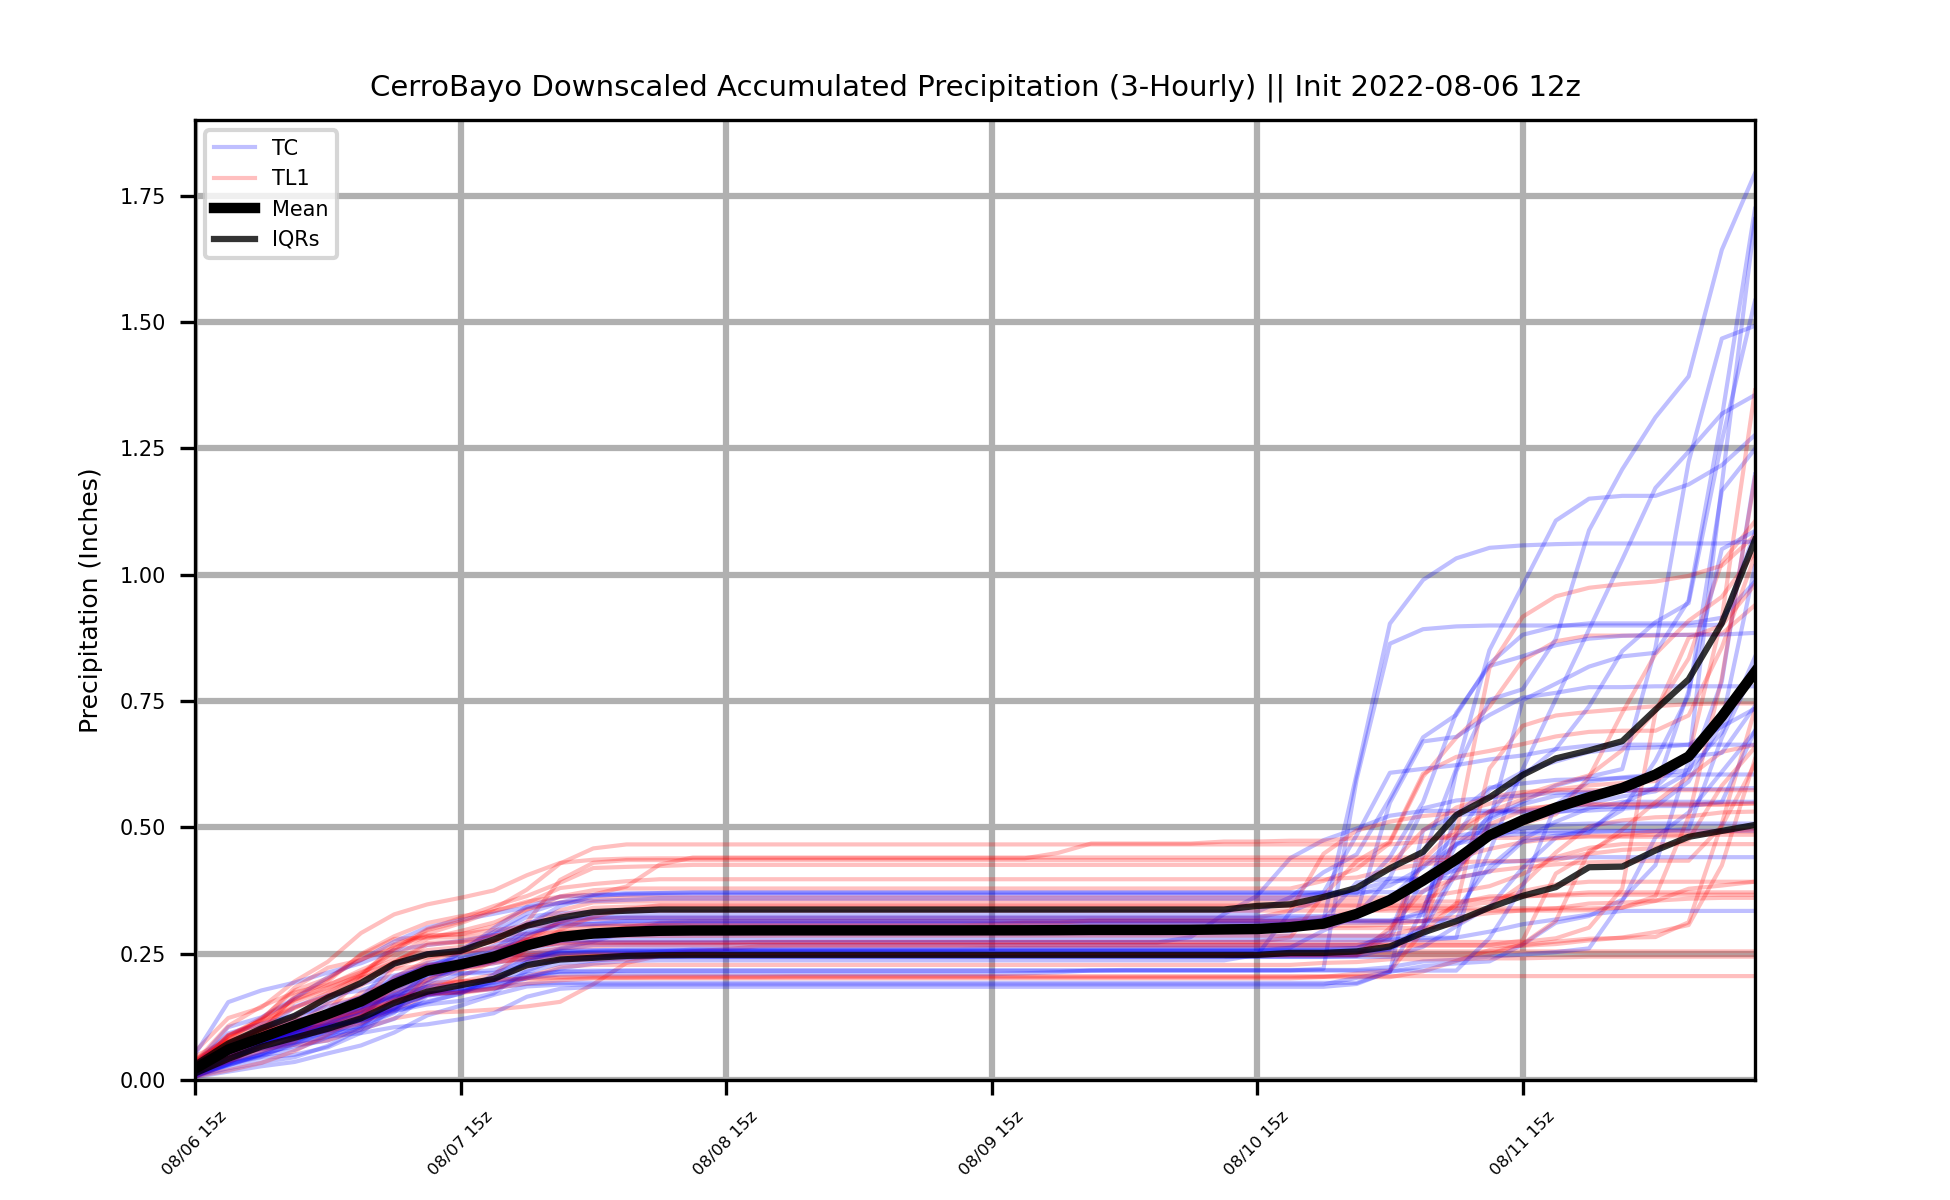 CerroBayo Downscaled Accumulated Precipitation (3-Hourly) || Init 2022-08-06 12z
TC
TL1
Mean
IQRs
Precipitation (Inches)
1.75
1.50
1.25
1.00
0.75
0.50
0.25
0.00
08/06 15z
08/07 15z
08/08 15z
08/09 15z
08/10 15z
08/11 15z